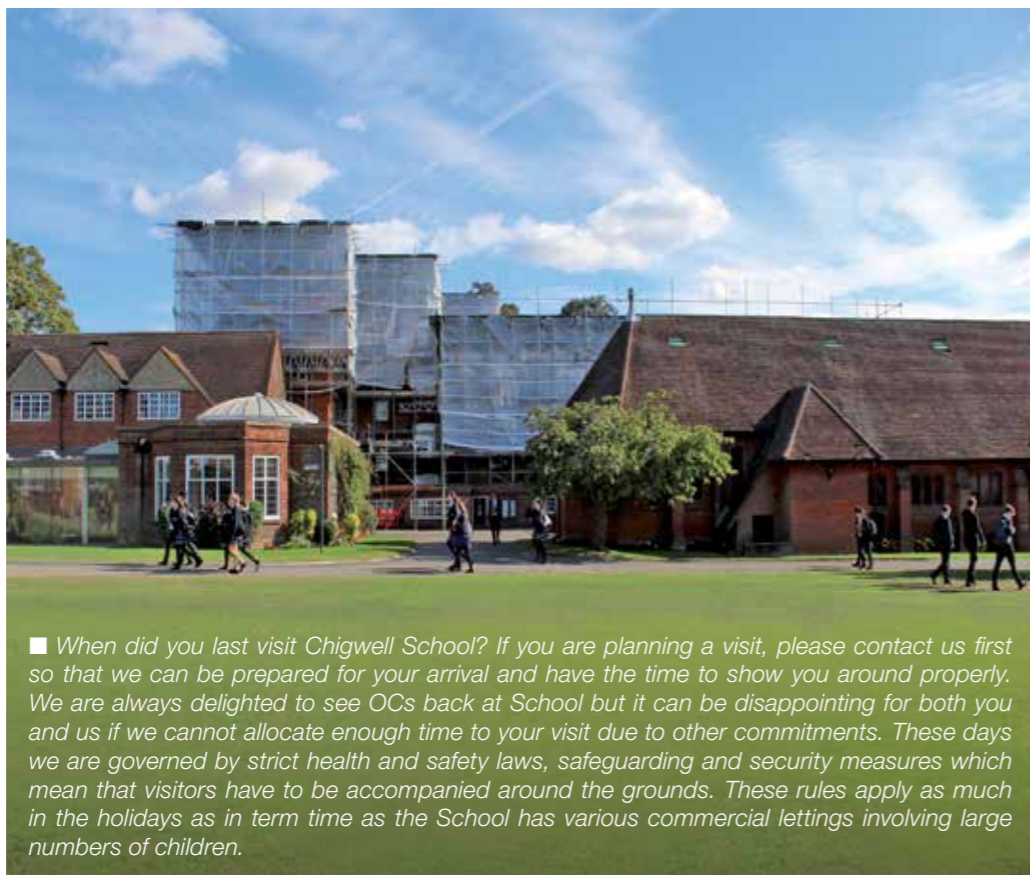 ■ When did you last visit Chigwell School? If you are planning a visit, please contact us first
so that we can be prepared for your arrival and have the time to show you around properly.
We are always delighted to see OCs back at School but it can be disappointing for both you
and us if we cannot allocate enough time to your visit due to other commitments. These days
we are governed by strict health and safety laws, safeguarding and security measures which
mean that visitors have to be accompanied around the grounds. These rules apply as much
in the holidays as in term time as the School has various commercial lettings involving large
numbers of children.